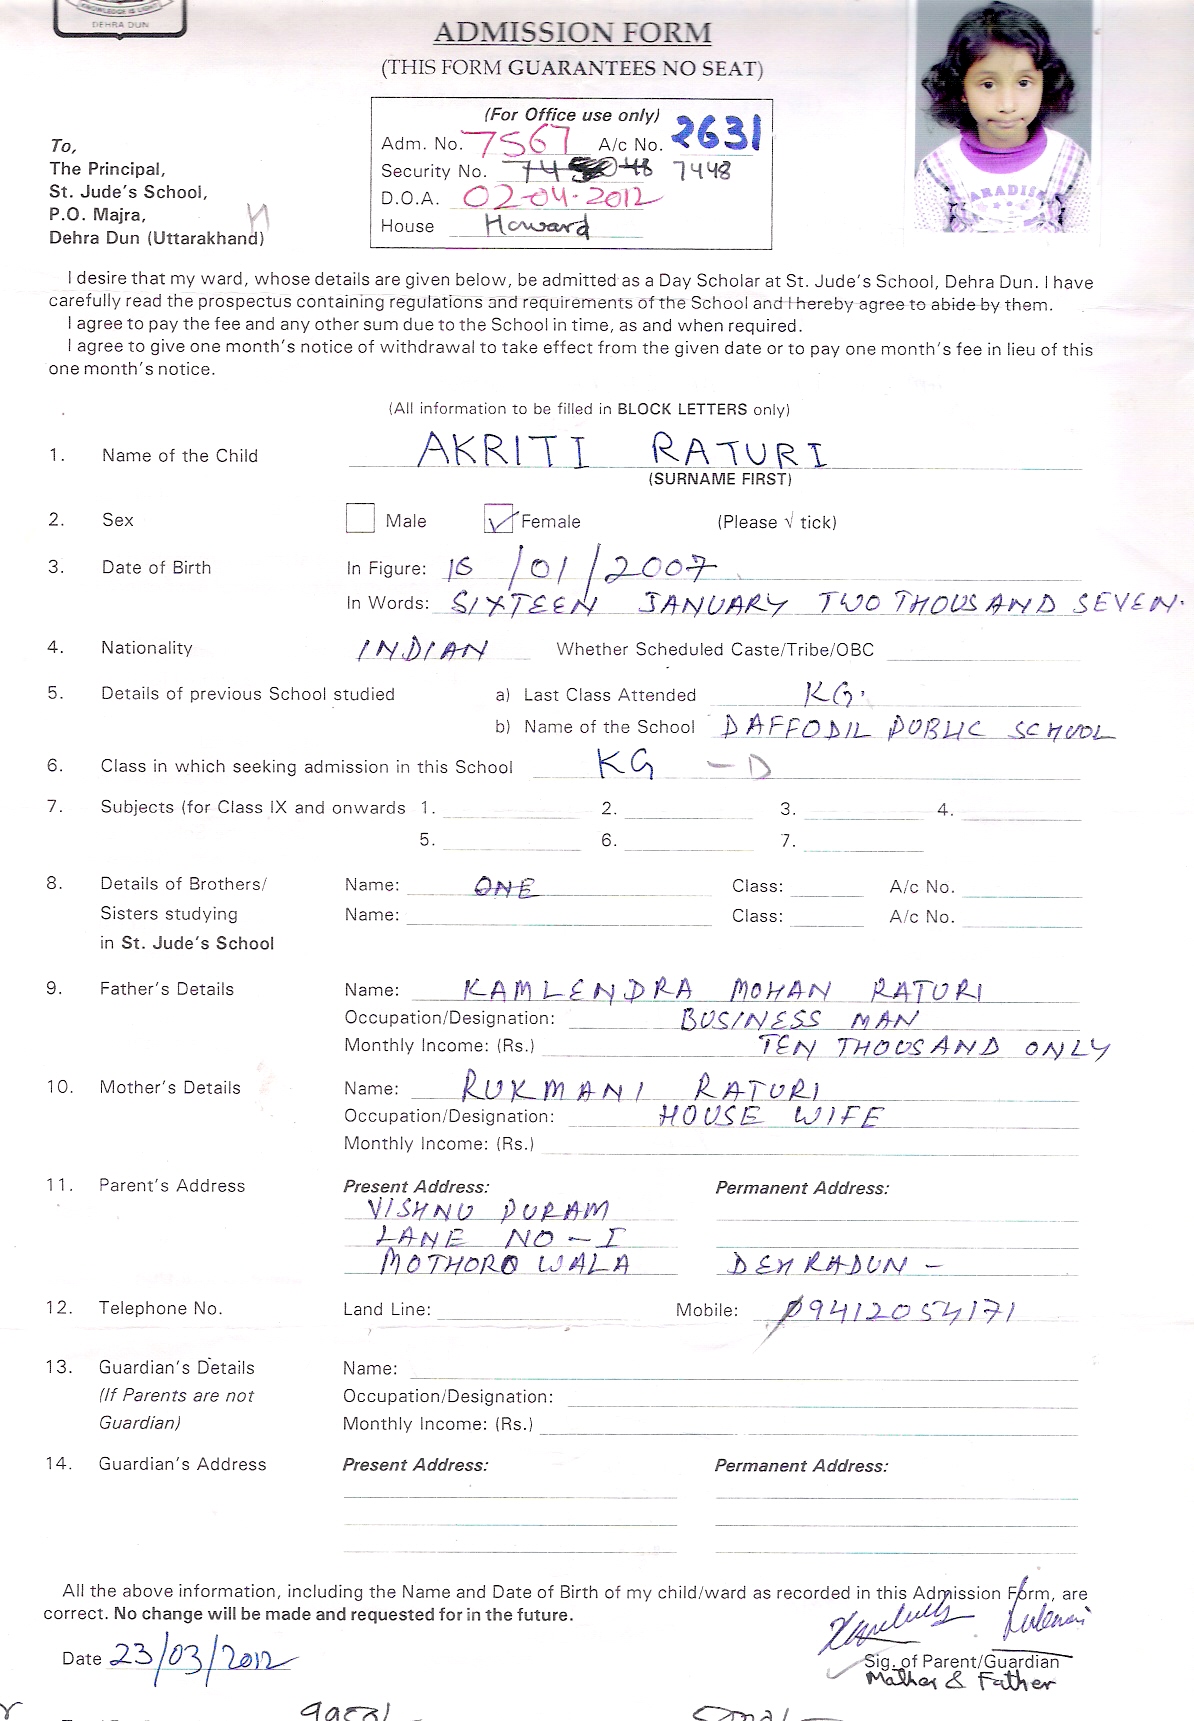 KNOWLEDGE IS LIGHT
DEHRA DUN
ADMISSION FORM
(THIS FORM GUARANTEES NO SEAT)
(For Office use only)
Adm. No. 7567 A/c No. 2631
Security No. 7448
D.O.A. 02-04-2012
House Howard
To,
The Principal,
St. Jude's School,
P.O. Majra,
Dehra Dun (Uttarakhand)
PARADISE
I desire that my ward, whose details are given below, be admitted as a Day Scholar at St. Jude's School, Dehra Dun. I have
carefully read the prospectus containing regulations and requirements of the School and I hereby agree to abide by them.
I agree to pay the fee and any other sum due to the School in time, as and when required.
I agree to give one month's notice of withdrawal to take effect from the given date or to pay one month's fee in lieu of this
one month's notice.
(All information to be filled in BLOCK LETTERS only)
1. Name of the Child AKRITI RATURI
(SURNAME FIRST)
2. Sex Male Female (Please √ tick)
3. Date of Birth In Figure: 16/01/2007
In Words: SIXTEEN JANUARY TWO THOUSAND SEVEN.
4. Nationality INDIAN Whether Scheduled Caste/Tribe/OBC
5. Details of previous School studied a) Last Class Attended KG.
b) Name of the School DAFFODIL PUBLIC SCHOOL
6. Class in which seeking admission in this School KG - D
7. Subjects (for Class IX and onwards 1. 2. 3. 4.
5. 6. 7.
8. Details of Brothers/ Name: ONE Class: A/c No.
Sisters studying Name: Class: A/c No.
in St. Jude's School
9. Father's Details Name: KAMLENDRA MOHAN RATURI
Occupation/Designation: BUSINESS MAN
Monthly Income: (Rs.) TEN THOUSAND ONLY
10. Mother's Details Name: RUKMANI RATURI
Occupation/Designation: HOUSE WIFE
Monthly Income: (Rs.)
11. Parent's Address Present Address: Permanent Address:
VISHNU PURAM
LANE NO - I
MOTHORO WALA DEHRADUN -
12. Telephone No. Land Line: Mobile: 09412054171
13. Guardian's Details Name:
(If Parents are not Occupation/Designation:
Guardian) Monthly Income: (Rs.)
14. Guardian's Address Present Address: Permanent Address:
All the above information, including the Name and Date of Birth of my child/ward as recorded in this Admission Form, are
correct. No change will be made and requested for in the future.
Date 23/03/2012
Sig. of Parent/Guardian
Mother & Father